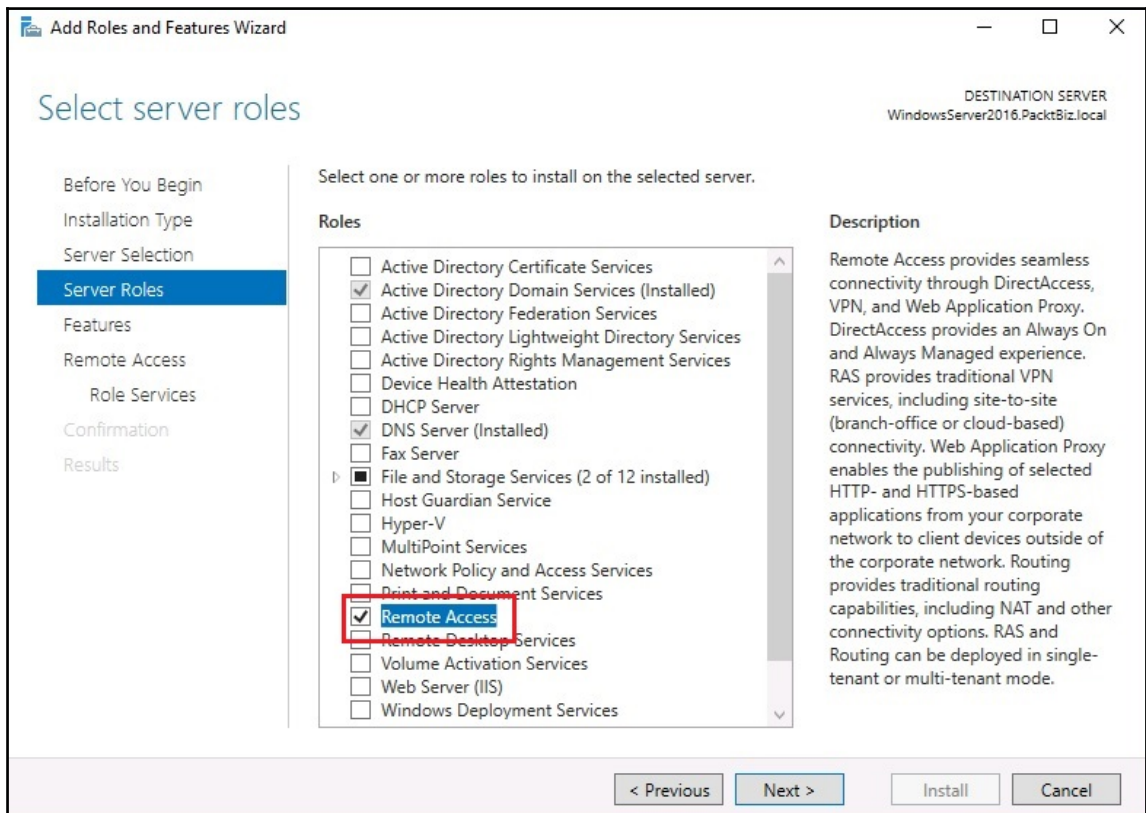 Add Roles and Features Wizard
Select server roles
DESTINATION SERVER
WindowsServer2016.PacktBiz.local
Before You Begin
Installation Type
Server Selection
Server Roles
Features
Remote Access
Role Services
Confirmation
Results
Select one or more roles to install on the selected server.
Roles
Active Directory Certificate Services
Active Directory Domain Services (Installed)
Active Directory Federation Services
Active Directory Lightweight Directory Services
Active Directory Rights Management Services
Device Health Attestation
DHCP Server
DNS Server (Installed)
Fax Server
File and Storage Services (2 of 12 installed)
Host Guardian Service
Hyper-V
MultiPoint Services
Network Policy and Access Services
Print and Document Services
Remote Access
Remote Desktop Services
Volume Activation Services
Web Server (IIS)
Windows Deployment Services
Description
Remote Access provides seamless
connectivity through DirectAccess,
VPN, and Web Application Proxy.
DirectAccess provides an Always On
and Always Managed experience.
RAS provides traditional VPN
services, including site-to-site
(branch-office or cloud-based)
connectivity. Web Application Proxy
enables the publishing of selected
HTTP- and HTTPS-based
applications from your corporate
network to client devices outside of
the corporate network. Routing
provides traditional routing
capabilities, including NAT and other
connectivity options. RAS and
Routing can be deployed in single-
tenant or multi-tenant mode.
< Previous
Next >
Install
Cancel